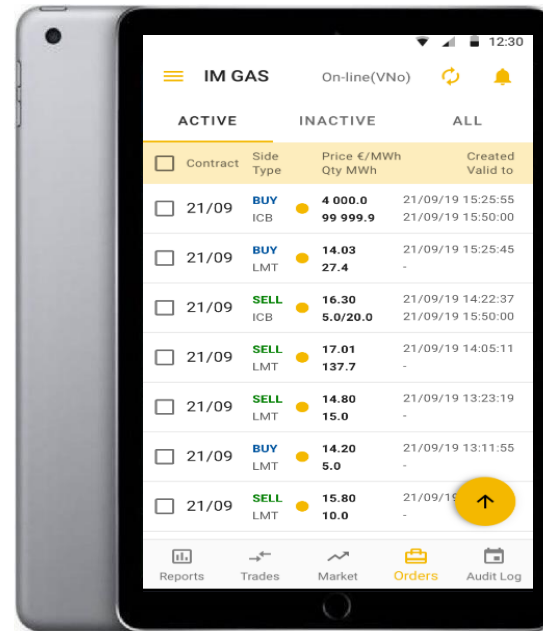 12:30
IM GAS On-line(VNo)
ACTIVE INACTIVE ALL
Contract Side Price €/MWh Created
Type Qty MWh Valid to
21/09 BUY 4 000.0 21/09/19 15:25:55
ICB 99 999.9 21/09/19 15:50:00
21/09 BUY 14.03 21/09/19 15:25:45
LMT 27.4 -
21/09 SELL 16.30 21/09/19 14:22:37
ICB 5.0/20.0 21/09/19 15:50:00
21/09 SELL 17.01 21/09/19 14:05:11
LMT 137.7 -
21/09 SELL 14.80 21/09/19 13:23:19
LMT 15.0 -
21/09 BUY 14.20 21/09/19 13:11:55
LMT 5.0 -
21/09 SELL 15.80 21/09/19
LMT 10.0 -
Reports Trades Market Orders Audit Log